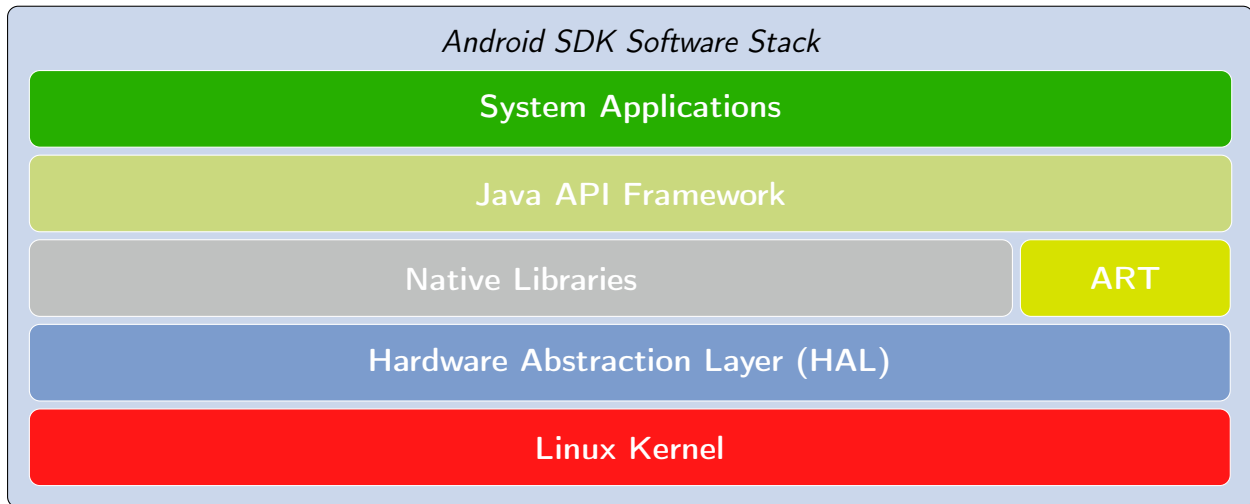 Android SDK Software Stack
System Applications
Java API Framework
Native Libraries
ART
Hardware Abstraction Layer (HAL)
Linux Kernel